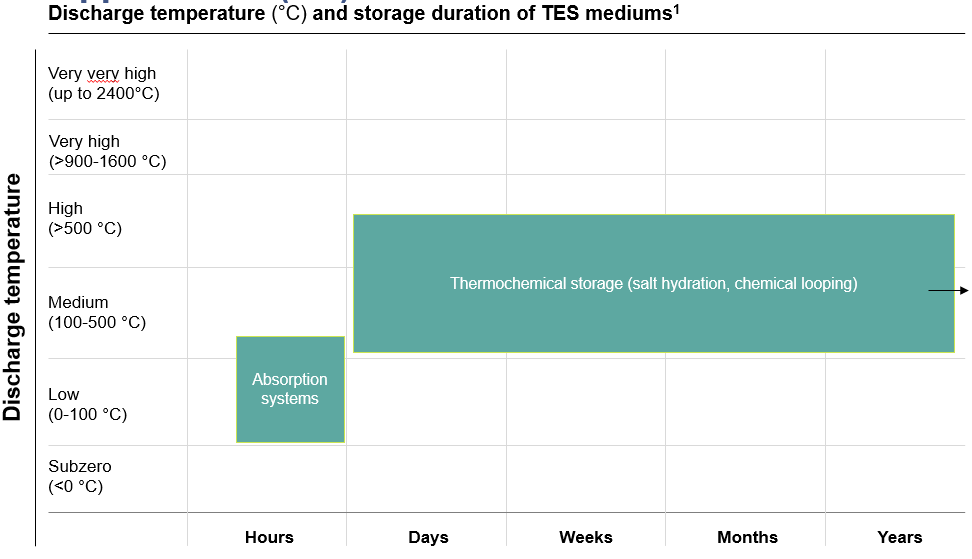 Discharge temperature (°C) and storage duration of TES mediums¹
Discharge temperature
Very very high
(up to 2400°C)
Very high
(>900-1600 °C)
High
(>500 °C)
Medium
(100-500 °C)
Low
(0-100 °C)
Subzero
(<0 °C)
Thermochemical storage (salt hydration, chemical looping)
Absorption
systems
Hours
Days
Weeks
Months
Years